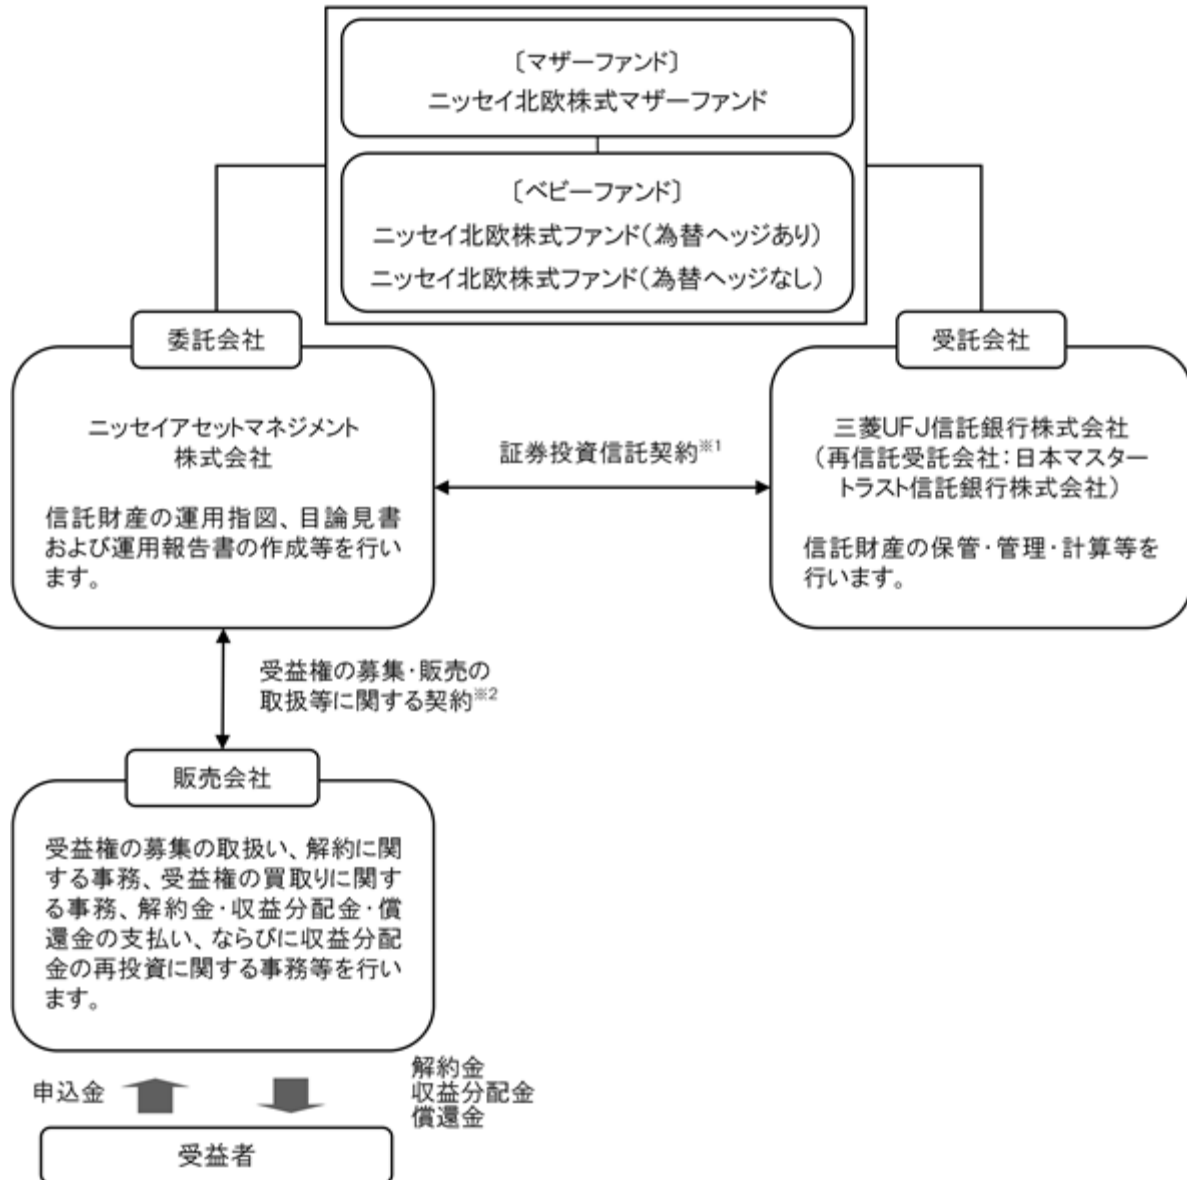 〔マザーファンド〕
ニッセイ北欧株式マザーファンド
〔ベビーファンド〕
ニッセイ北欧株式ファンド(為替ヘッジあり)
ニッセイ北欧株式ファンド(為替ヘッジなし)
委託会社
ニッセイアセットマネジメント
株式会社
信託財産の運用指図、目論見書
および運用報告書の作成等を行い
ます。
証券投資信託契約※1
受託会社
三菱UFJ信託銀行株式会社
(再信託受託会社:日本マスター
トラスト信託銀行株式会社)
信託財産の保管・管理・計算等を
行います。
受益権の募集・販売の
取扱等に関する契約※2
販売会社
受益権の募集の取扱い、解約に関
する事務、受益権の買取りに関す
る事務、解約金・収益分配金・償
還金の支払い、ならびに収益分配
金の再投資に関する事務等を行い
ます。
申込金
解約金
収益分配金
償還金
受益者